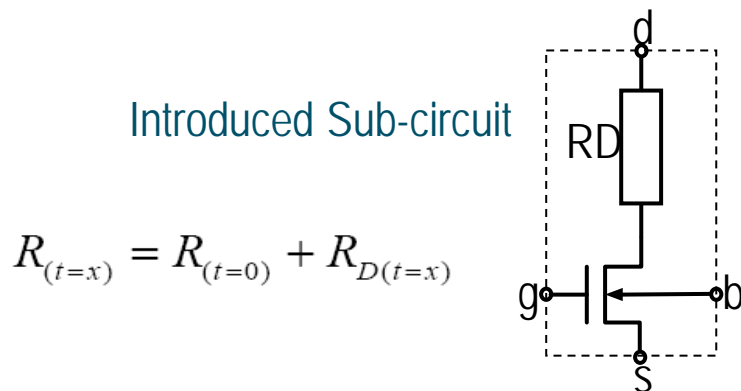 d
Introduced Sub-circuit
RD
R(t=x) = R(t=0) + RD(t=x)
g
b
s